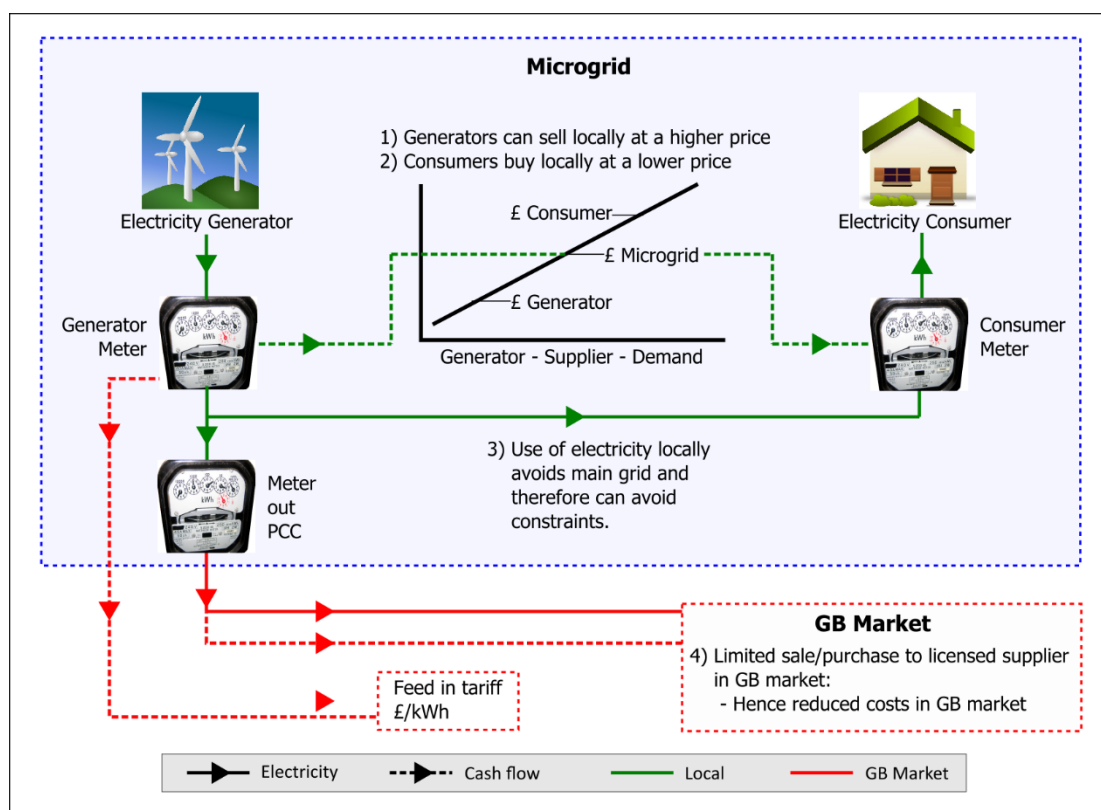 Microgrid
1) Generators can sell locally at a higher price
2) Consumers buy locally at a lower price
Electricity Generator
Electricity Consumer
£ Consumer
£ Microgrid
£ Generator
Generator - Supplier - Demand
Generator
Meter
kWh
Consumer
Meter
kWh
3) Use of electricity locally
avoids main grid and
therefore can avoid
constraints.
Meter
out
PCC
kWh
GB Market
4) Limited sale/purchase to licensed supplier
in GB market:
- Hence reduced costs in GB market
Feed in tariff
£/kWh
Electricity
Cash flow
Local
GB Market